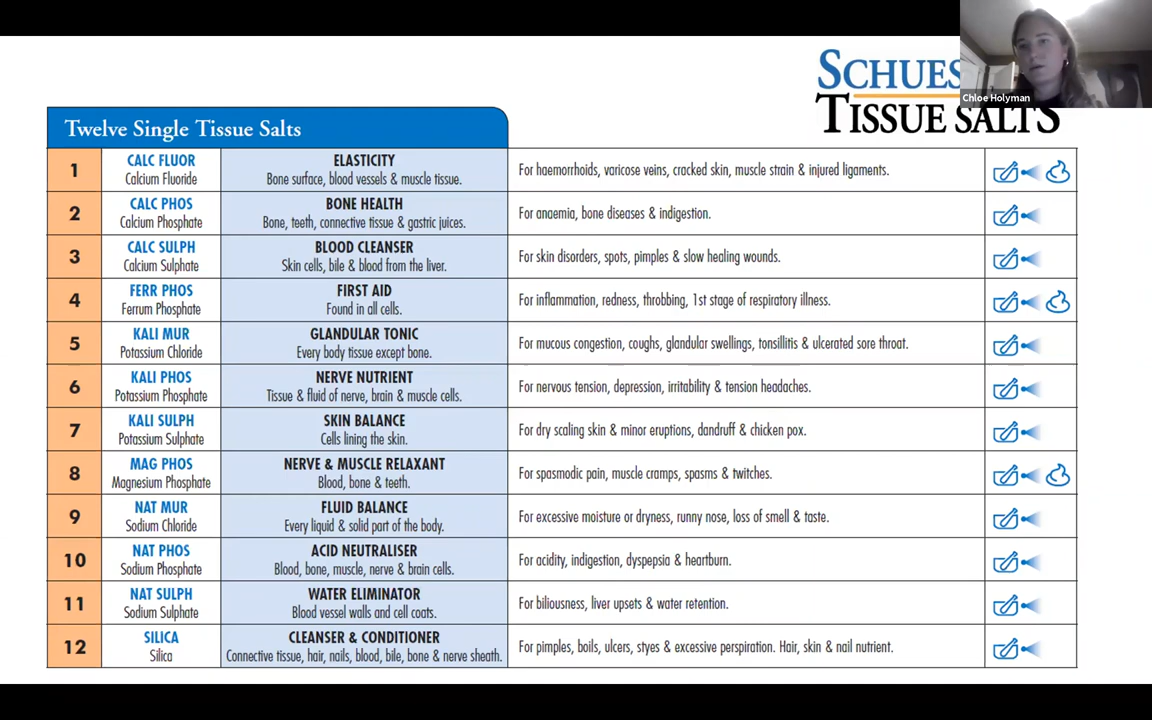 SCHUES
TISSUE SALTS
Chloe Holyman
Twelve Single Tissue Salts
1
CALC FLUOR
Calcium Fluoride
ELASTICITY
Bone surface, blood vessels & muscle tissue.
For haemorrhoids, varicose veins, cracked skin, muscle strain & injured ligaments.
2
CALC PHOS
Calcium Phosphate
BONE HEALTH
Bone, teeth, connective tissue & gastric juices.
For anaemia, bone diseases & indigestion.
3
CALC SULPH
Calcium Sulphate
BLOOD CLEANSER
Skin cells, bile & blood from the liver.
For skin disorders, spots, pimples & slow healing wounds.
4
FERR PHOS
Ferrum Phosphate
FIRST AID
Found in all cells.
For inflammation, redness, throbbing, 1st stage of respiratory illness.
5
KALI MUR
Potassium Chloride
GLANDULAR TONIC
Every body tissue except bone.
For mucous congestion, coughs, glandular swellings, tonsillitis & ulcerated sore throat.
6
KALI PHOS
Potassium Phosphate
NERVE NUTRIENT
Tissue & fluid of nerve, brain & muscle cells.
For nervous tension, depression, irritability & tension headaches.
7
KALI SULPH
Potassium Sulphate
SKIN BALANCE
Cells lining the skin.
For dry scaling skin & minor eruptions, dandruff & chicken pox.
8
MAG PHOS
Magnesium Phosphate
NERVE & MUSCLE RELAXANT
Blood, bone & teeth.
For spasmodic pain, muscle cramps, spasms & twitches.
9
NAT MUR
Sodium Chloride
FLUID BALANCE
Every liquid & solid part of the body.
For excessive moisture or dryness, runny nose, loss of smell & taste.
10
NAT PHOS
Sodium Phosphate
ACID NEUTRALISER
Blood, bone, muscle, nerve & brain cells.
For acidity, indigestion, dyspepsia & heartburn.
11
NAT SULPH
Sodium Sulphate
WATER ELIMINATOR
Blood vessel walls and cell coats.
For biliousness, liver upsets & water retention.
12
SILICA
Silica
CLEANSER & CONDITIONER
Connective tissue, hair, nails, blood, bile, bone & nerve sheath.
For pimples, boils, ulcers, styes & excessive perspiration. Hair, skin & nail nutrient.